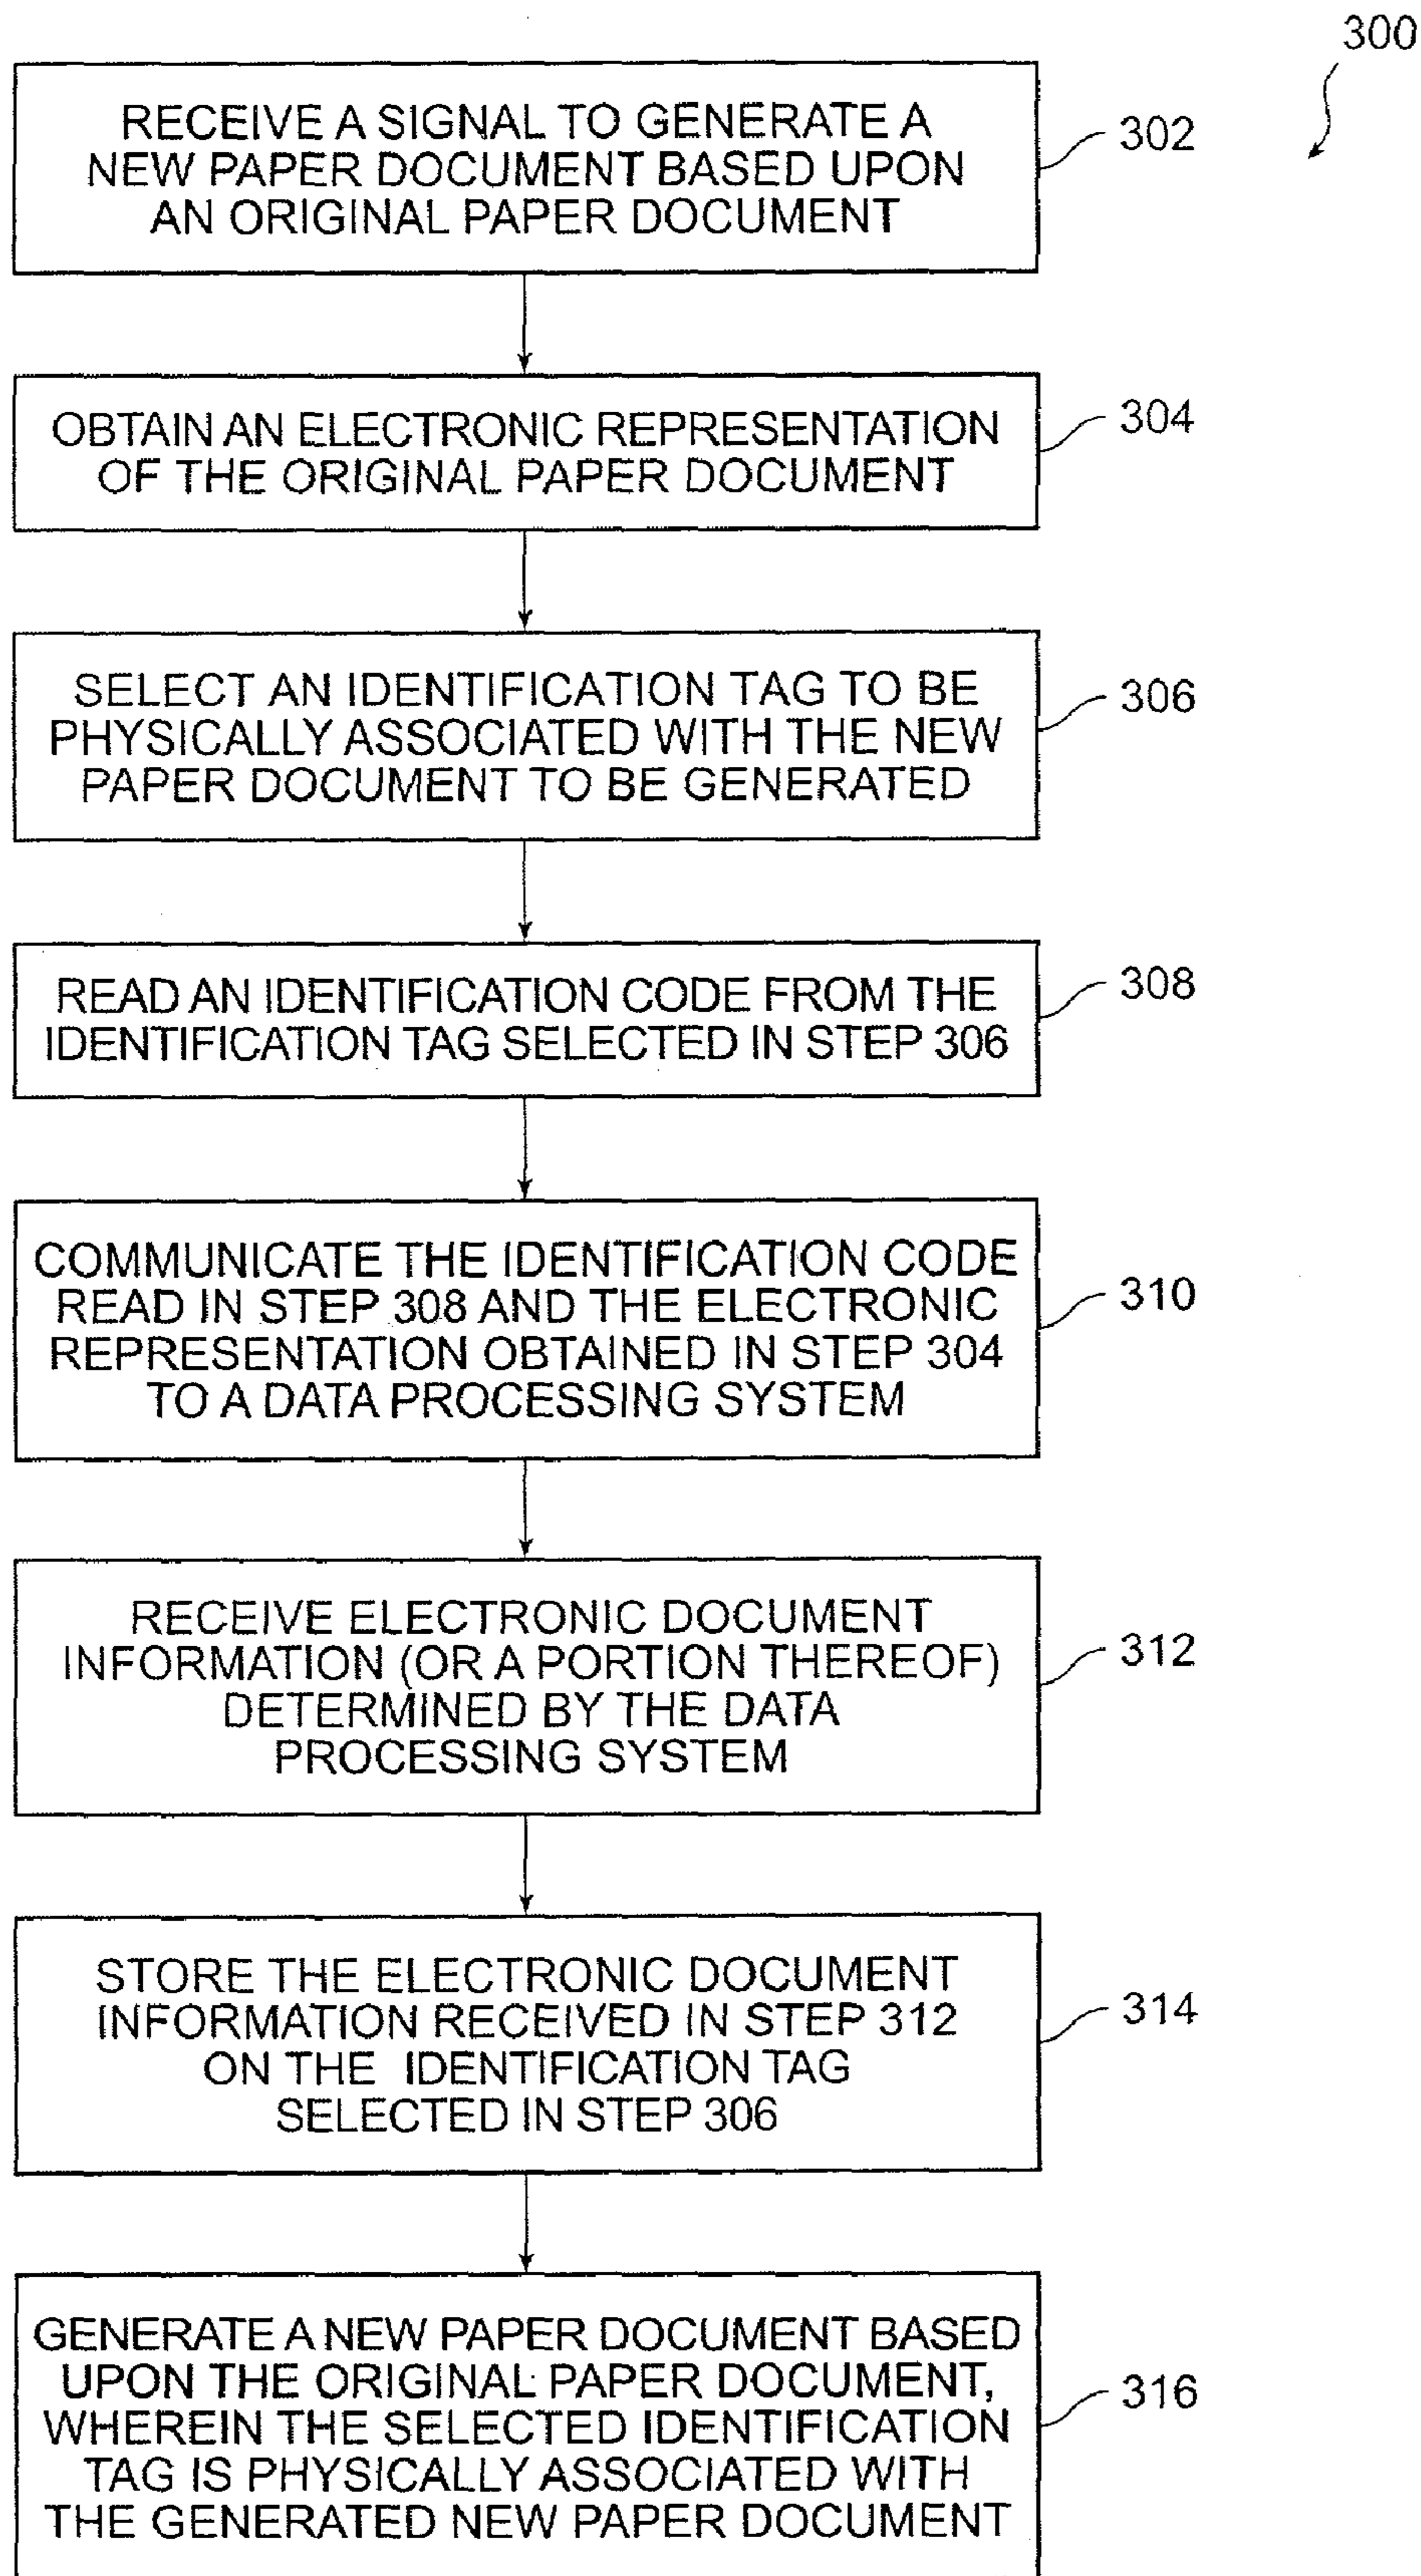 300
RECEIVE A SIGNAL TO GENERATE A
NEW PAPER DOCUMENT BASED UPON
AN ORIGINAL PAPER DOCUMENT
302
OBTAIN AN ELECTRONIC REPRESENTATION
OF THE ORIGINAL PAPER DOCUMENT
304
SELECT AN IDENTIFICATION TAG TO BE
PHYSICALLY ASSOCIATED WITH THE NEW
PAPER DOCUMENT TO BE GENERATED
306
READ AN IDENTIFICATION CODE FROM THE
IDENTIFICATION TAG SELECTED IN STEP 306
308
COMMUNICATE THE IDENTIFICATION CODE
READ IN STEP 308 AND THE ELECTRONIC
REPRESENTATION OBTAINED IN STEP 304
TO A DATA PROCESSING SYSTEM
310
RECEIVE ELECTRONIC DOCUMENT
INFORMATION (OR A PORTION THEREOF)
DETERMINED BY THE DATA
PROCESSING SYSTEM
312
STORE THE ELECTRONIC DOCUMENT
INFORMATION RECEIVED IN STEP 312
ON THE IDENTIFICATION TAG
SELECTED IN STEP 306
314
GENERATE A NEW PAPER DOCUMENT BASED
UPON THE ORIGINAL PAPER DOCUMENT,
WHEREIN THE SELECTED IDENTIFICATION
TAG IS PHYSICALLY ASSOCIATED WITH
THE GENERATED NEW PAPER DOCUMENT
316